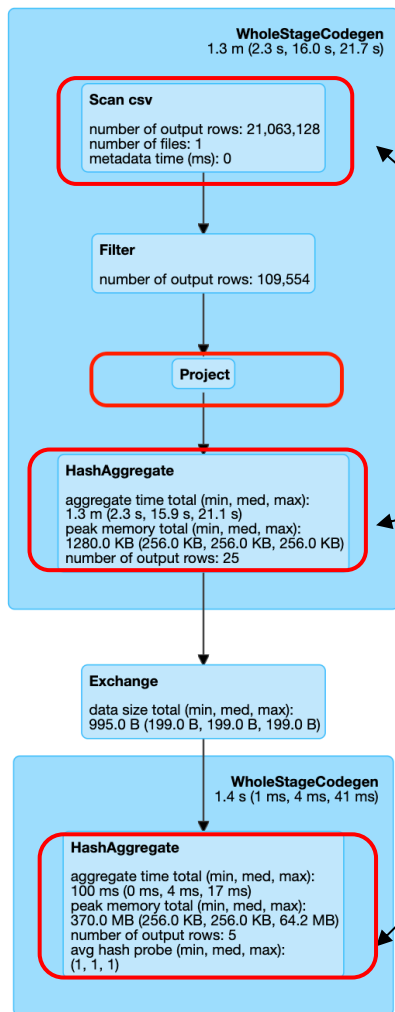 WholeStageCodegen
1.3 m (2.3 s, 16.0 s, 21.7 s)
Scan csv
number of output rows: 21,063,128
number of files: 1
metadata time (ms): 0
Filter
number of output rows: 109,554
Project
HashAggregate
aggregate time total (min, med, max):
1.3 m (2.3 s, 15.9 s, 21.1 s)
peak memory total (min, med, max):
1280.0 KB (256.0 KB, 256.0 KB, 256.0 KB)
number of output rows: 25
Exchange
data size total (min, med, max):
995.0 B (199.0 B, 199.0 B, 199.0 B)
WholeStageCodegen
1.4 s (1 ms, 4 ms, 41 ms)
HashAggregate
aggregate time total (min, med, max):
100 ms (0 ms, 4 ms, 17 ms)
peak memory total (min, med, max):
370.0 MB (256.0 KB, 256.0 KB, 64.2 MB)
number of output rows: 5
avg hash probe (min, med, max):
(1, 1, 1)